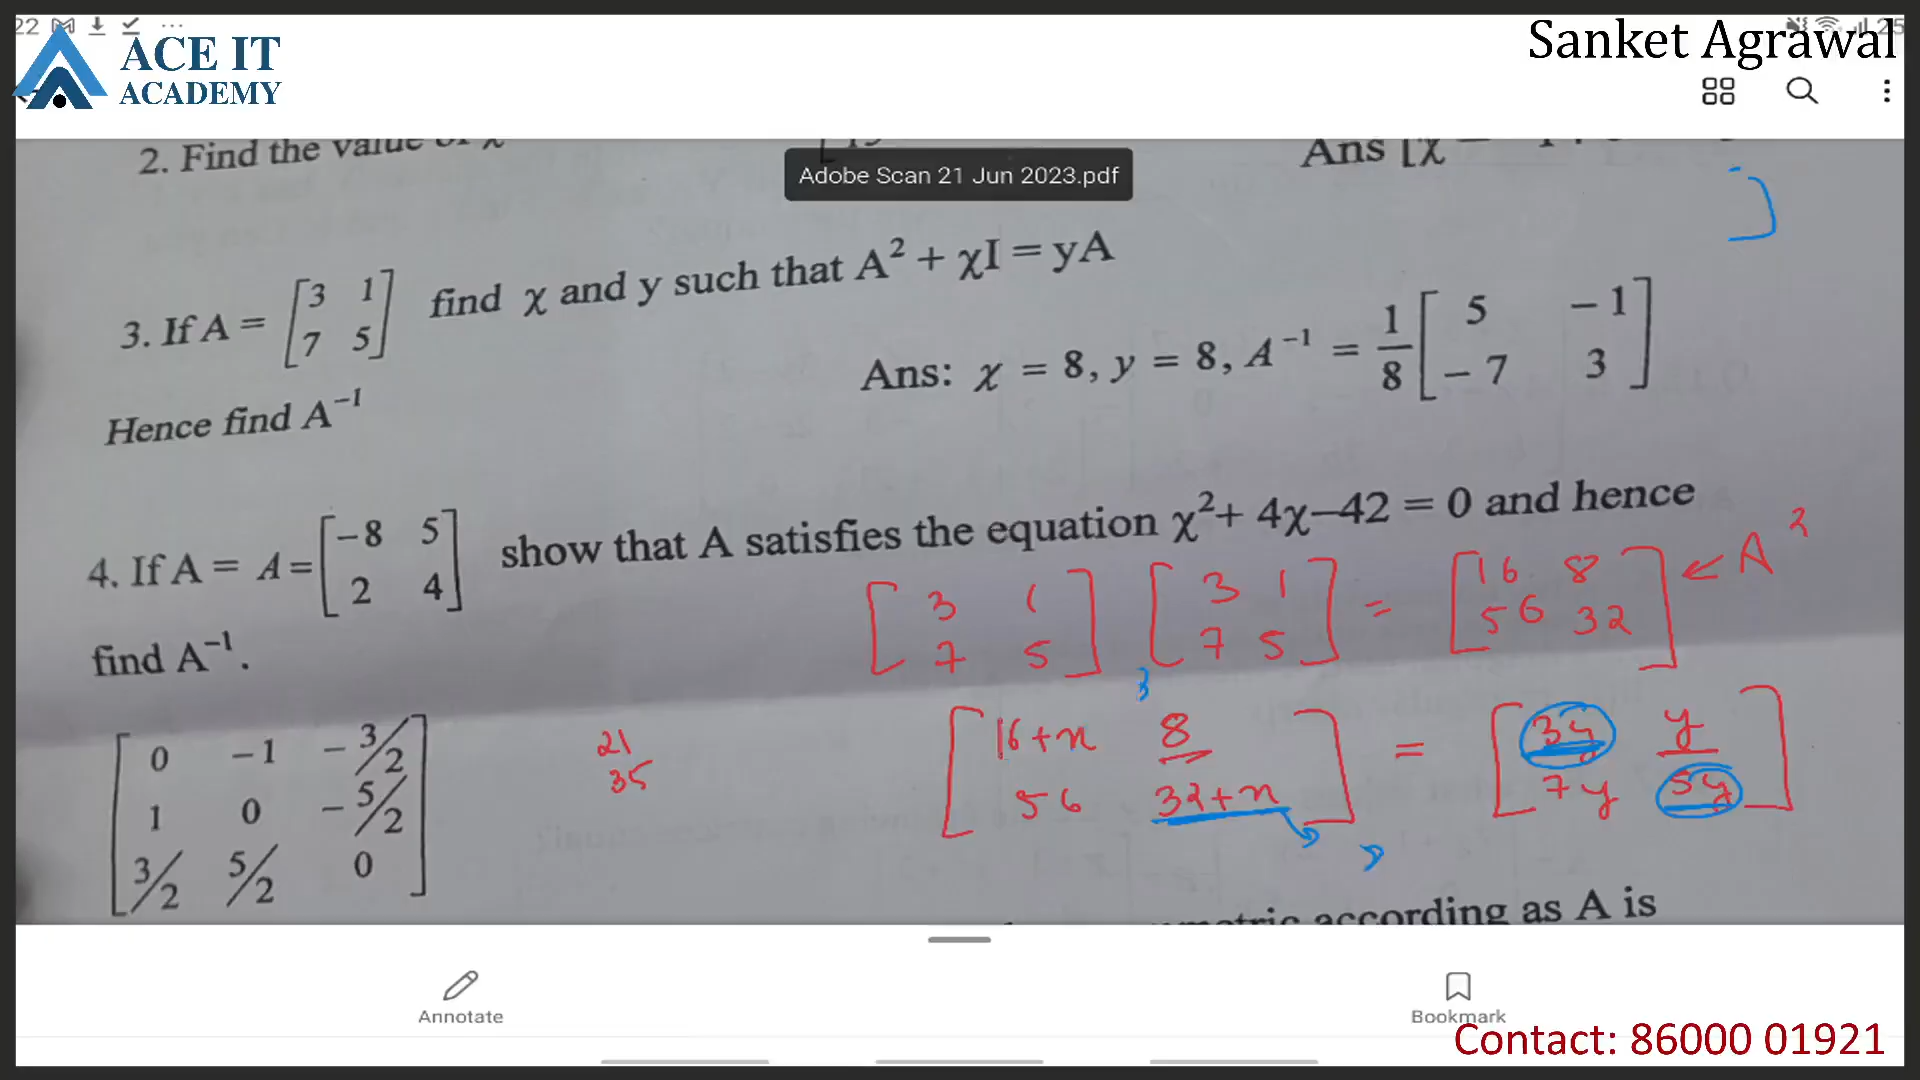 22
ACE IT
ACADEMY
Sanket Agrawal
25
2. Find the value of χ
Ans [χ
Adobe Scan 21 Jun 2023.pdf
3. If A = [3 1
7 5] find χ and y such that A² + χI = yA
Ans: χ = 8, y = 8, A⁻¹ = 1/8 [5 −1
−7 3]
Hence find A⁻¹
4. If A = A = [−8 5
2 4] show that A satisfies the equation χ²+ 4χ−42 = 0 and hence
find A⁻¹.
[3 1
7 5] [3 1
7 5] = [16 8
56 32] ← A²
3
[0 −1 −3/2
1 0 −5/2
3/2 5/2 0]
21
35
[16+x 8
56 32+x] = [3y y
7y 5y]
according as A is
Annotate
Bookmark
Contact: 86000 01921